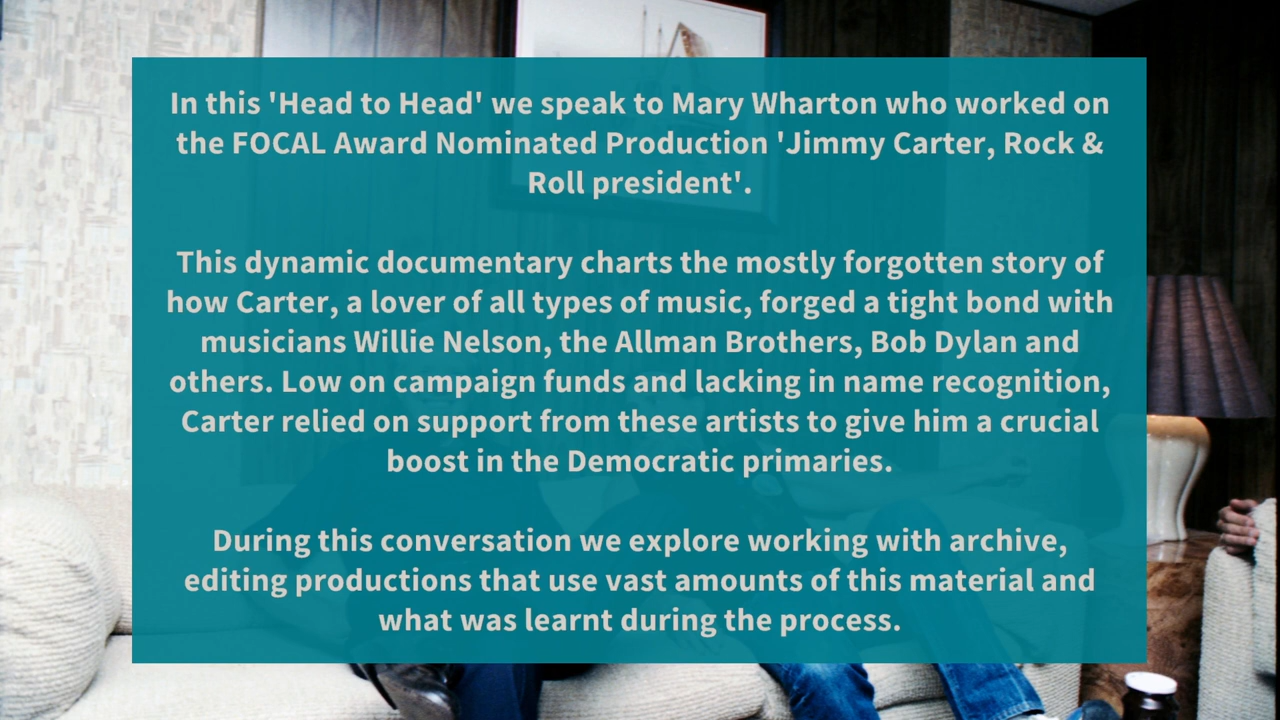 In this 'Head to Head' we speak to Mary Wharton who worked on
the FOCAL Award Nominated Production 'Jimmy Carter, Rock &
Roll president'.
This dynamic documentary charts the mostly forgotten story of
how Carter, a lover of all types of music, forged a tight bond with
musicians Willie Nelson, the Allman Brothers, Bob Dylan and
others. Low on campaign funds and lacking in name recognition,
Carter relied on support from these artists to give him a crucial
boost in the Democratic primaries.
During this conversation we explore working with archive,
editing productions that use vast amounts of this material and
what was learnt during the process.